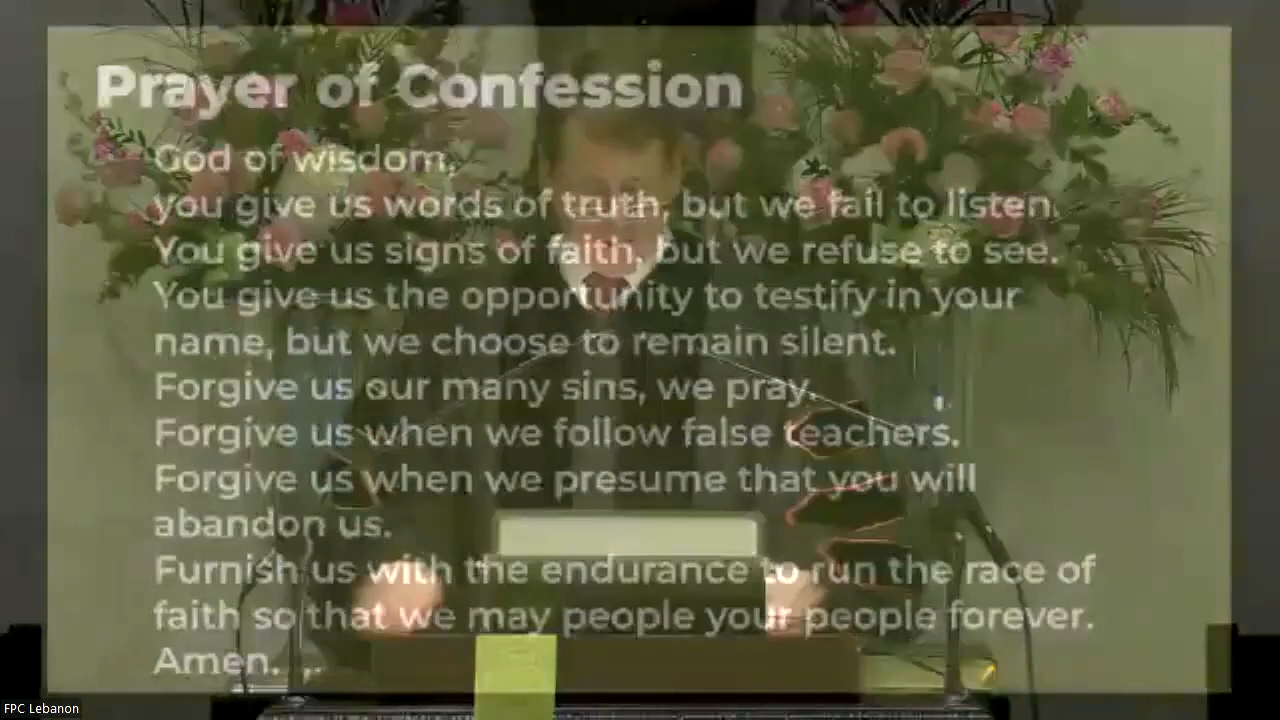 Prayer of Confession
God of wisdom,
you give us words of truth, but we fail to listen.
You give us signs of faith, but we refuse to see.
You give us the opportunity to testify in your
name, but we choose to remain silent.
Forgive us our many sins, we pray.
Forgive us when we follow false teachers.
Forgive us when we presume that you will
abandon us.
Furnish us with the endurance to run the race of
faith so that we may people your people forever.
Amen.
FPC Lebanon